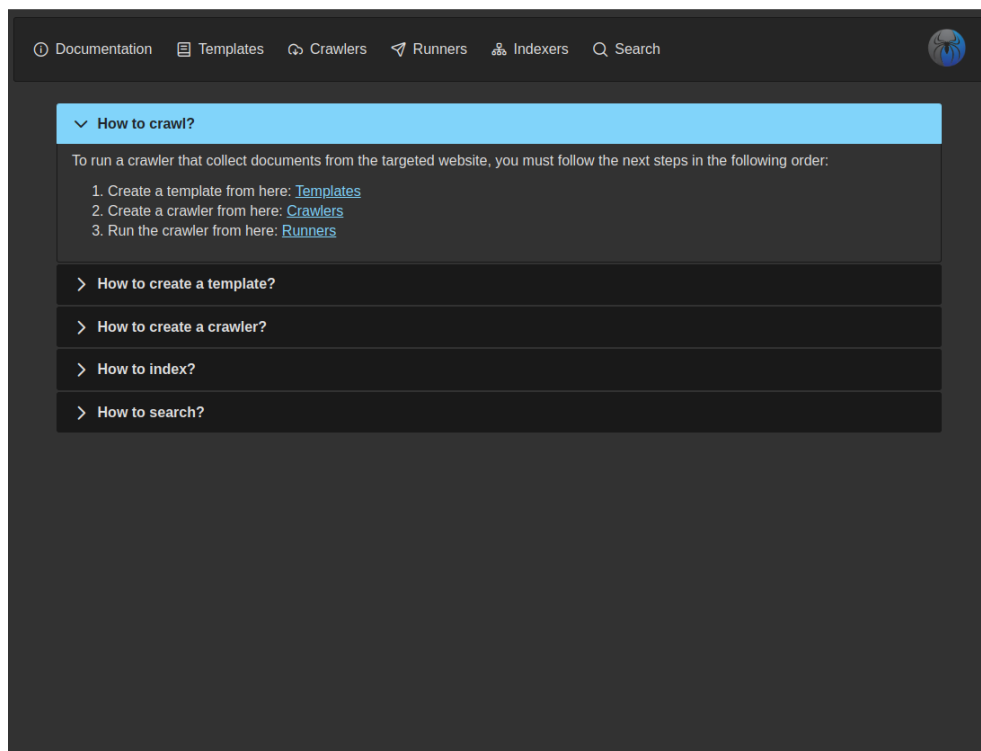 Documentation Templates Crawlers Runners Indexers Search
How to crawl?
To run a crawler that collect documents from the targeted website, you must follow the next steps in the following order:
1. Create a template from here: Templates
2. Create a crawler from here: Crawlers
3. Run the crawler from here: Runners
How to create a template?
How to create a crawler?
How to index?
How to search?